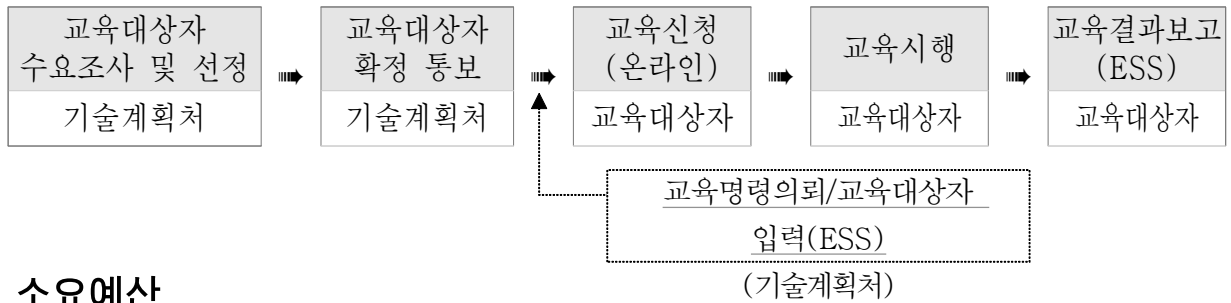 교육대상자
수요조사 및 선정
기술계획처
교육대상자
확정 통보
기술계획처
교육신청
(온라인)
교육대상자
교육시행
교육대상자
교육결과보고
(ESS)
교육대상자
교육명령의뢰/교육대상자
입력(ESS)
(기술계획처)
소요예산